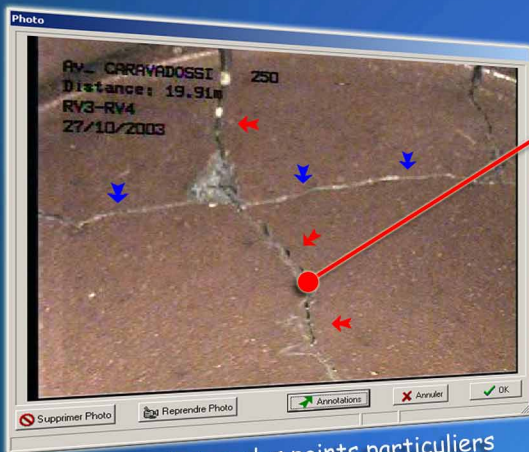 Photo
Av_ CARAVADOSSI 250
Distance: 19.91m
RV3-RV4
27/10/2003
Supprimer Photo
Reprendre Photo
Annotations
Annuler
OK
points particuliers